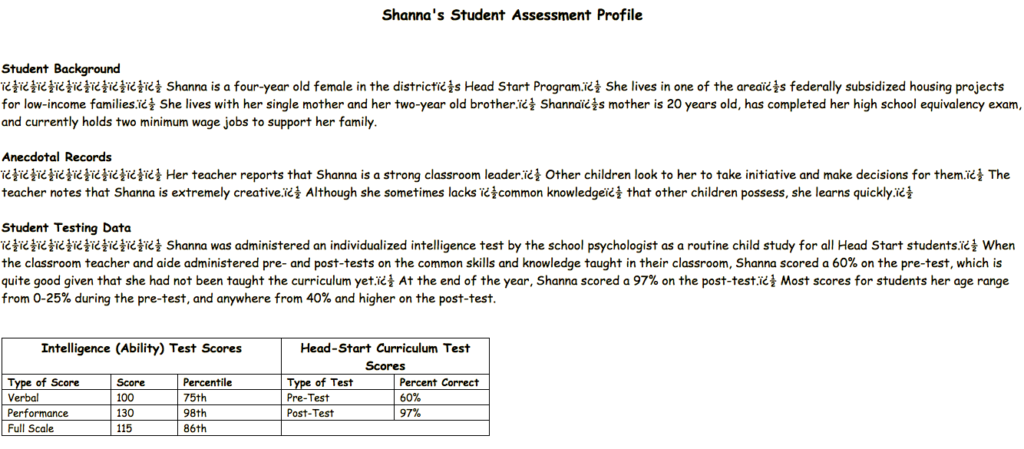 Shanna's Student Assessment Profile
Student Background
ï¿½ï¿½ï¿½ï¿½ï¿½ï¿½ï¿½ï¿½ï¿½ Shanna is a four-year old female in the districtï¿½s Head Start Program.ï¿½ She lives in one of the areaï¿½s federally subsidized housing projects
for low-income families.ï¿½ She lives with her single mother and her two-year old brother.ï¿½ Shannaï¿½s mother is 20 years old, has completed her high school equivalency exam,
and currently holds two minimum wage jobs to support her family.
Anecdotal Records
ï¿½ï¿½ï¿½ï¿½ï¿½ï¿½ï¿½ï¿½ï¿½ Her teacher reports that Shanna is a strong classroom leader.ï¿½ Other children look to her to take initiative and make decisions for them.ï¿½ The
teacher notes that Shanna is extremely creative.ï¿½ Although she sometimes lacks ï¿½common knowledgeï¿½ that other children possess, she learns quickly.ï¿½
Student Testing Data
ï¿½ï¿½ï¿½ï¿½ï¿½ï¿½ï¿½ï¿½ï¿½ Shanna was administered an individualized intelligence test by the school psychologist as a routine child study for all Head Start students.ï¿½ When
the classroom teacher and aide administered pre- and post-tests on the common skills and knowledge taught in their classroom, Shanna scored a 60% on the pre-test, which is
quite good given that she had not been taught the curriculum yet.ï¿½ At the end of the year, Shanna scored a 97% on the post-test.ï¿½ Most scores for students her age range
from 0-25% during the pre-test, and anywhere from 40% and higher on the post-test.
Intelligence (Ability) Test Scores Head-Start Curriculum Test
Scores
Type of Score Score Percentile Type of Test Percent Correct
Verbal 100 75th Pre-Test 60%
Performance 130 98th Post-Test 97%
Full Scale 115 86th